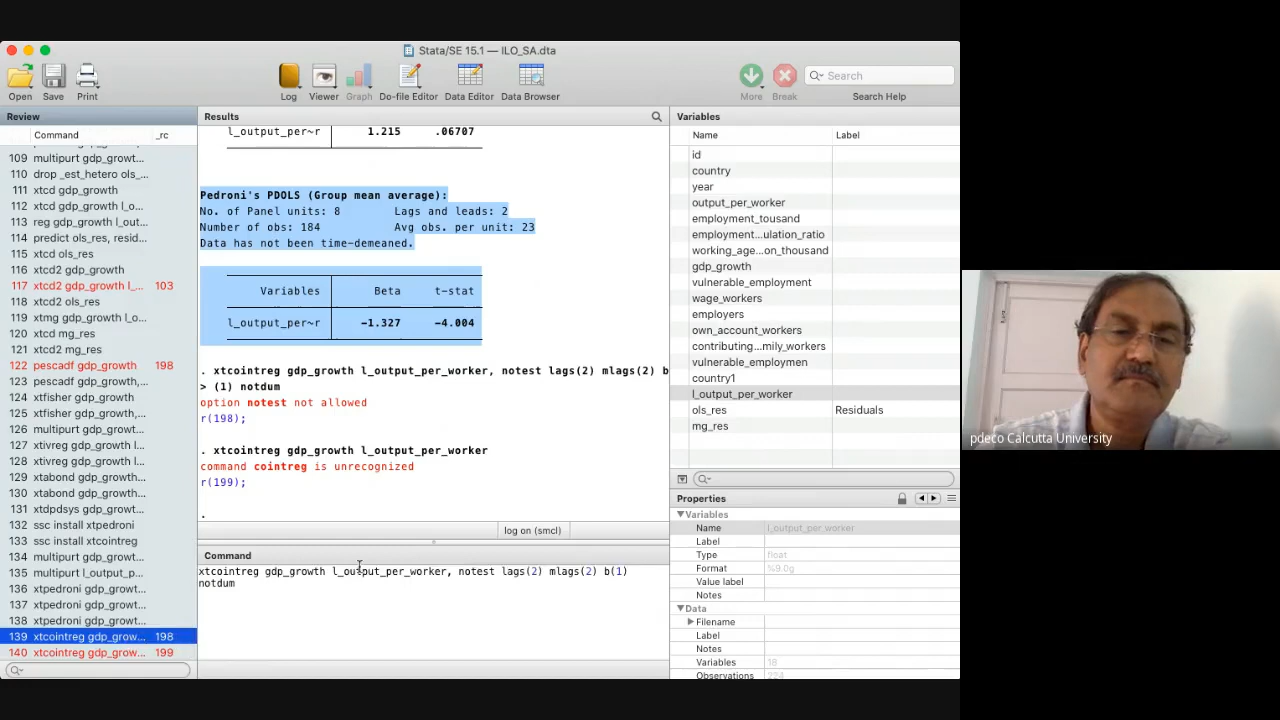 Stata/SE 15.1 — ILO_SA.dta
Open Save Print Log Viewer Graph Do-file Editor Data Editor Data Browser More Break Search
Search Help
Review
Command _rc
109 multipurt gdp_growt...
110 drop _est_hetero ols_...
111 xtcd gdp_growth
112 xtcd gdp_growth l_o...
113 reg gdp_growth l_out...
114 predict ols_res, resid...
115 xtcd ols_res
116 xtcd2 gdp_growth
117 xtcd2 gdp_growth l_... 103
118 xtcd2 ols_res
119 xtmg gdp_growth l_o...
120 xtcd mg_res
121 xtcd2 mg_res
122 pescadf gdp_growth 198
123 pescadf gdp_growth,...
124 xtfisher gdp_growth
125 xtfisher gdp_growth,...
126 multipurt gdp_growt...
127 xtivreg gdp_growth l...
128 xtivreg gdp_growth l...
129 xtabond gdp_growth...
130 xtabond gdp_growth...
131 xtdpdsys gdp_growt...
132 ssc install xtpedroni
133 ssc install xtcointreg
134 multipurt gdp_growt...
135 multipurt l_output_p...
136 xtpedroni gdp_growt...
137 xtpedroni gdp_growt...
138 xtpedroni gdp_growt...
139 xtcointreg gdp_grow... 198
140 xtcointreg gdp_grow... 199
Results
l_output_per~r 1.215 .06707
Pedroni's PDOLS (Group mean average):
No. of Panel units: 8 Lags and leads: 2
Number of obs: 184 Avg obs. per unit: 23
Data has not been time-demeaned.
Variables Beta t-stat
l_output_per~r -1.327 -4.004
. xtcointreg gdp_growth l_output_per_worker, notest lags(2) mlags(2) b
> (1) notdum
option notest not allowed
r(198);
. xtcointreg gdp_growth l_output_per_worker
command cointreg is unrecognized
r(199);
.
log on (smcl)
Command
xtcointreg gdp_growth l_output_per_worker, notest lags(2) mlags(2) b(1)
notdum
Variables
Name Label
id
country
year
output_per_worker
employment_tousand
employment...ulation_ratio
working_age...on_thousand
gdp_growth
vulnerable_employment
wage_workers
employers
own_account_workers
contributing...mily_workers
vulnerable_employmen
country1
l_output_per_worker
ols_res Residuals
mg_res
Properties
Variables
Name l_output_per_worker
Label
Type float
Format %9.0g
Value label
Notes
Data
Filename
Label
Notes
Variables 18
Observations 224
pdeco Calcutta University